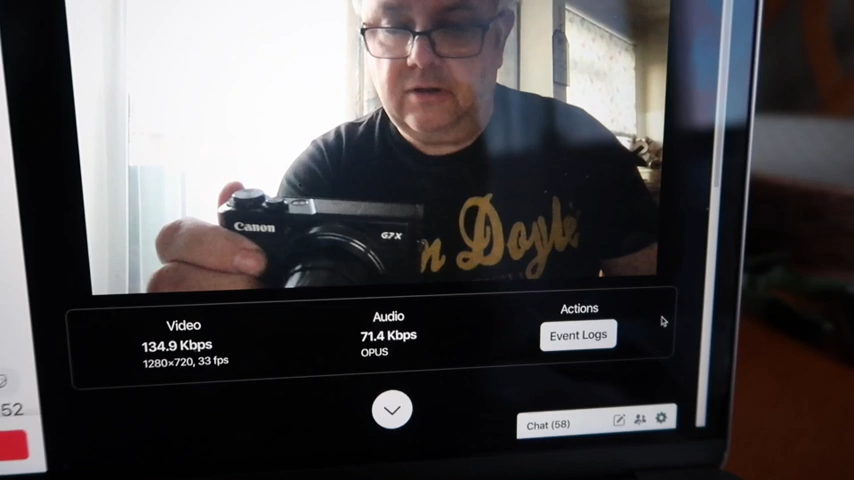 Canon
G7X
n Doyle
Video
134.9 Kbps
1280×720, 33 fps
Audio
71.4 Kbps
OPUS
Actions
Event Logs
52
Chat (58)